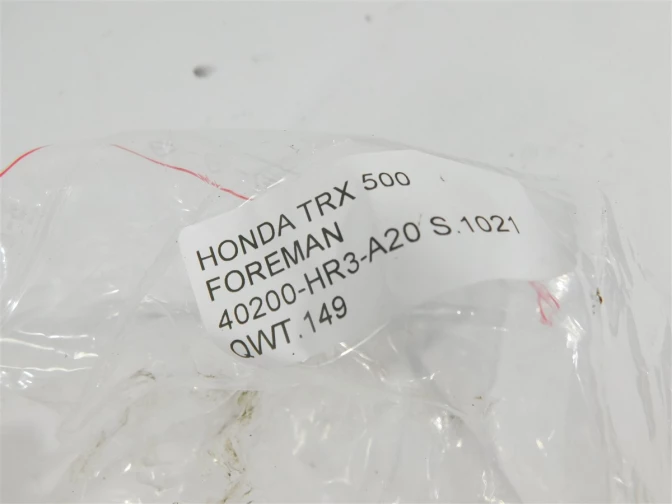 HONDA TRX 500
FOREMAN
40200-HR3-A20 S.1021
QWT.149